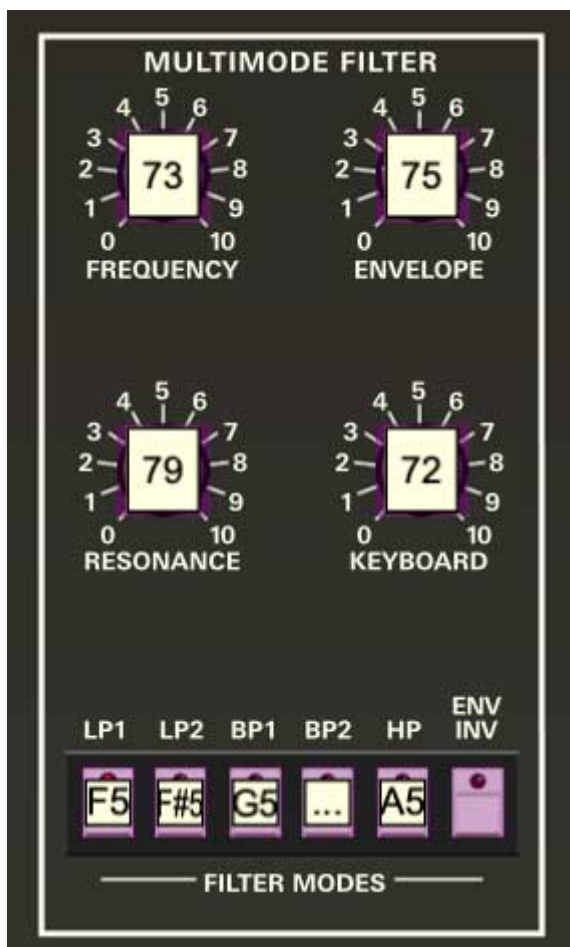 MULTIMODE FILTER
4 5 6
3 7
2 73 8
1 9
0 10
FREQUENCY
4 5 6
3 7
2 75 8
1 9
0 10
ENVELOPE
4 5 6
3 7
2 79 8
1 9
0 10
RESONANCE
4 5 6
3 7
2 72 8
1 9
0 10
KEYBOARD
LP1 LP2 BP1 BP2 HP ENV
INV
F5 F#5 G5 ... A5
FILTER MODES